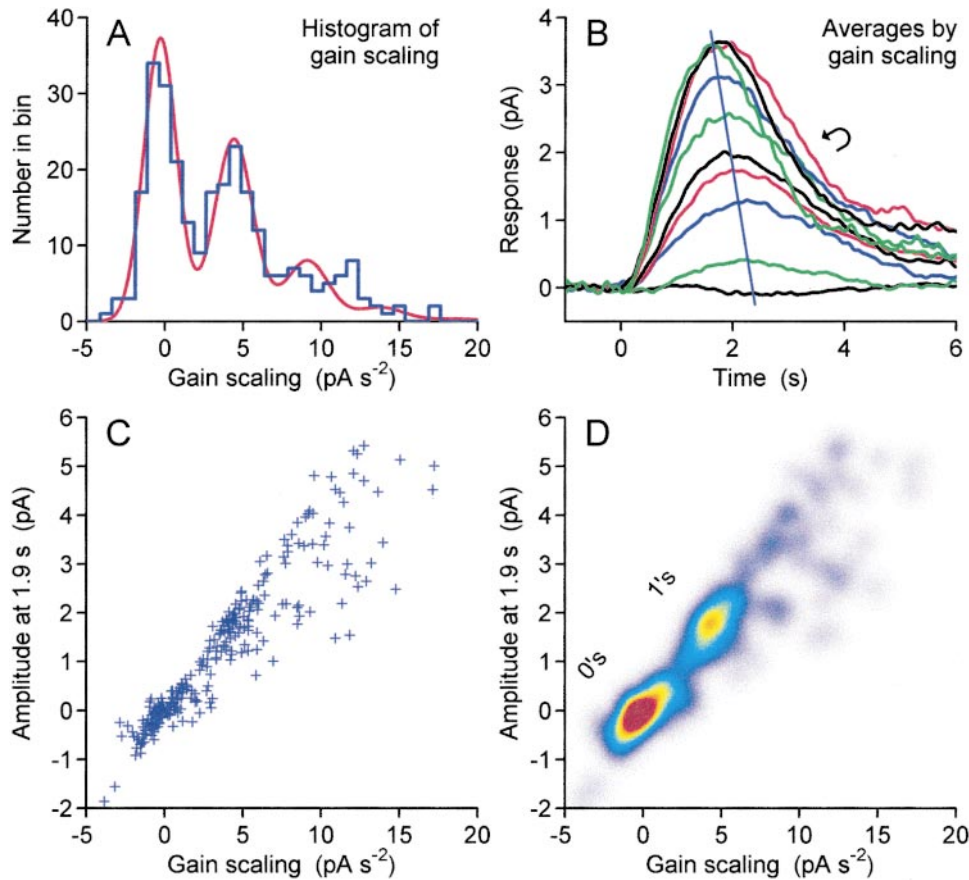 A
Histogram of
gain scaling
40
30
20
10
0
Number in bin
-5 0 5 10 15 20
Gain scaling (pA s⁻²)
B
Averages by
gain scaling
4
3
2
1
0
Response (pA)
0 2 4 6
Time (s)
C
6
5
4
3
2
1
0
-1
-2
Amplitude at 1.9 s (pA)
-5 0 5 10 15 20
Gain scaling (pA s⁻²)
D
6
5
4
3
2
1
0
-1
-2
Amplitude at 1.9 s (pA)
1's
0's
-5 0 5 10 15 20
Gain scaling (pA s⁻²)